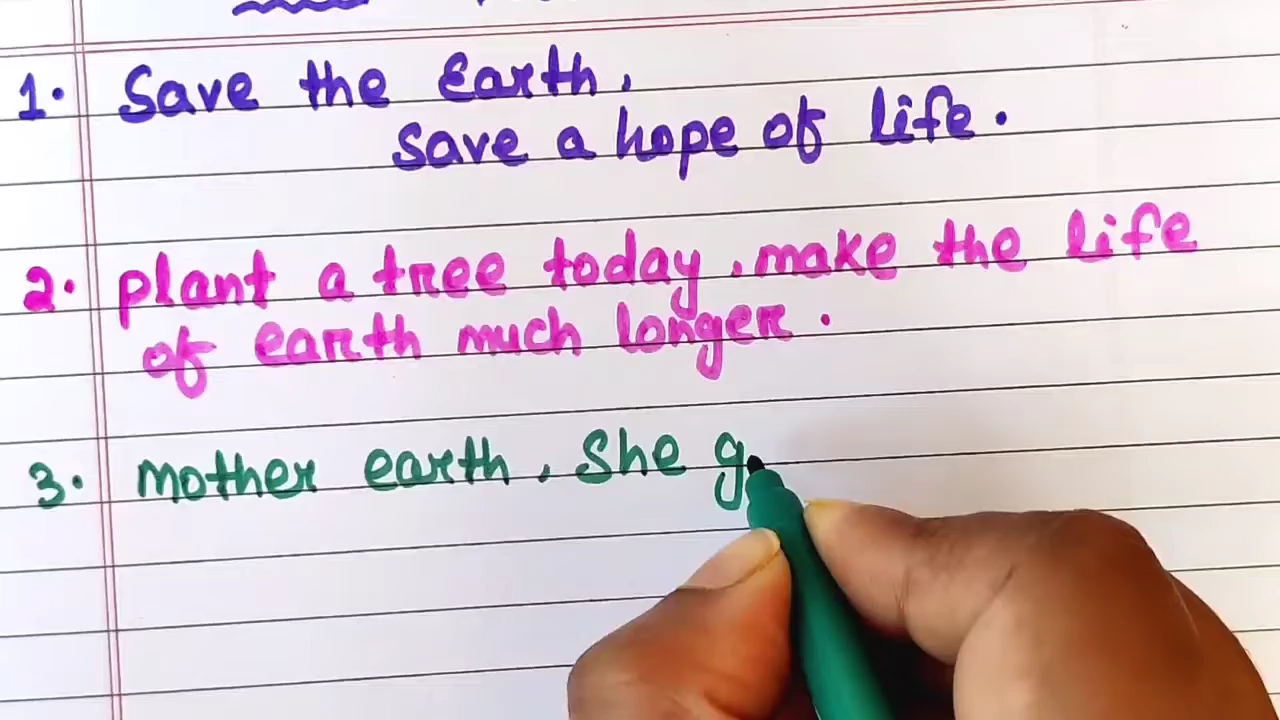 1. Save the Earth,
save a hope of life.
2. plant a tree today, make the life
of earth much longer.
3. mother earth, she g